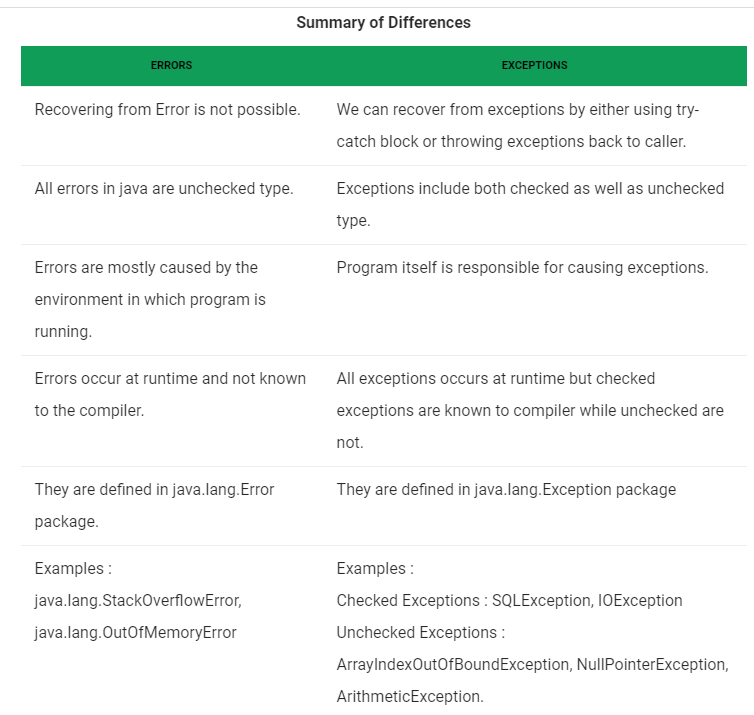 Summary of Differences
ERRORS
EXCEPTIONS
Recovering from Error is not possible.
We can recover from exceptions by either using try-
catch block or throwing exceptions back to caller.
All errors in java are unchecked type.
Exceptions include both checked as well as unchecked
type.
Errors are mostly caused by the
environment in which program is
running.
Program itself is responsible for causing exceptions.
Errors occur at runtime and not known
to the compiler.
All exceptions occurs at runtime but checked
exceptions are known to compiler while unchecked are
not.
They are defined in java.lang.Error
package.
They are defined in java.lang.Exception package
Examples :
java.lang.StackOverflowError,
java.lang.OutOfMemoryError
Examples :
Checked Exceptions : SQLException, IOException
Unchecked Exceptions :
ArrayIndexOutOfBoundException, NullPointerException,
ArithmeticException.